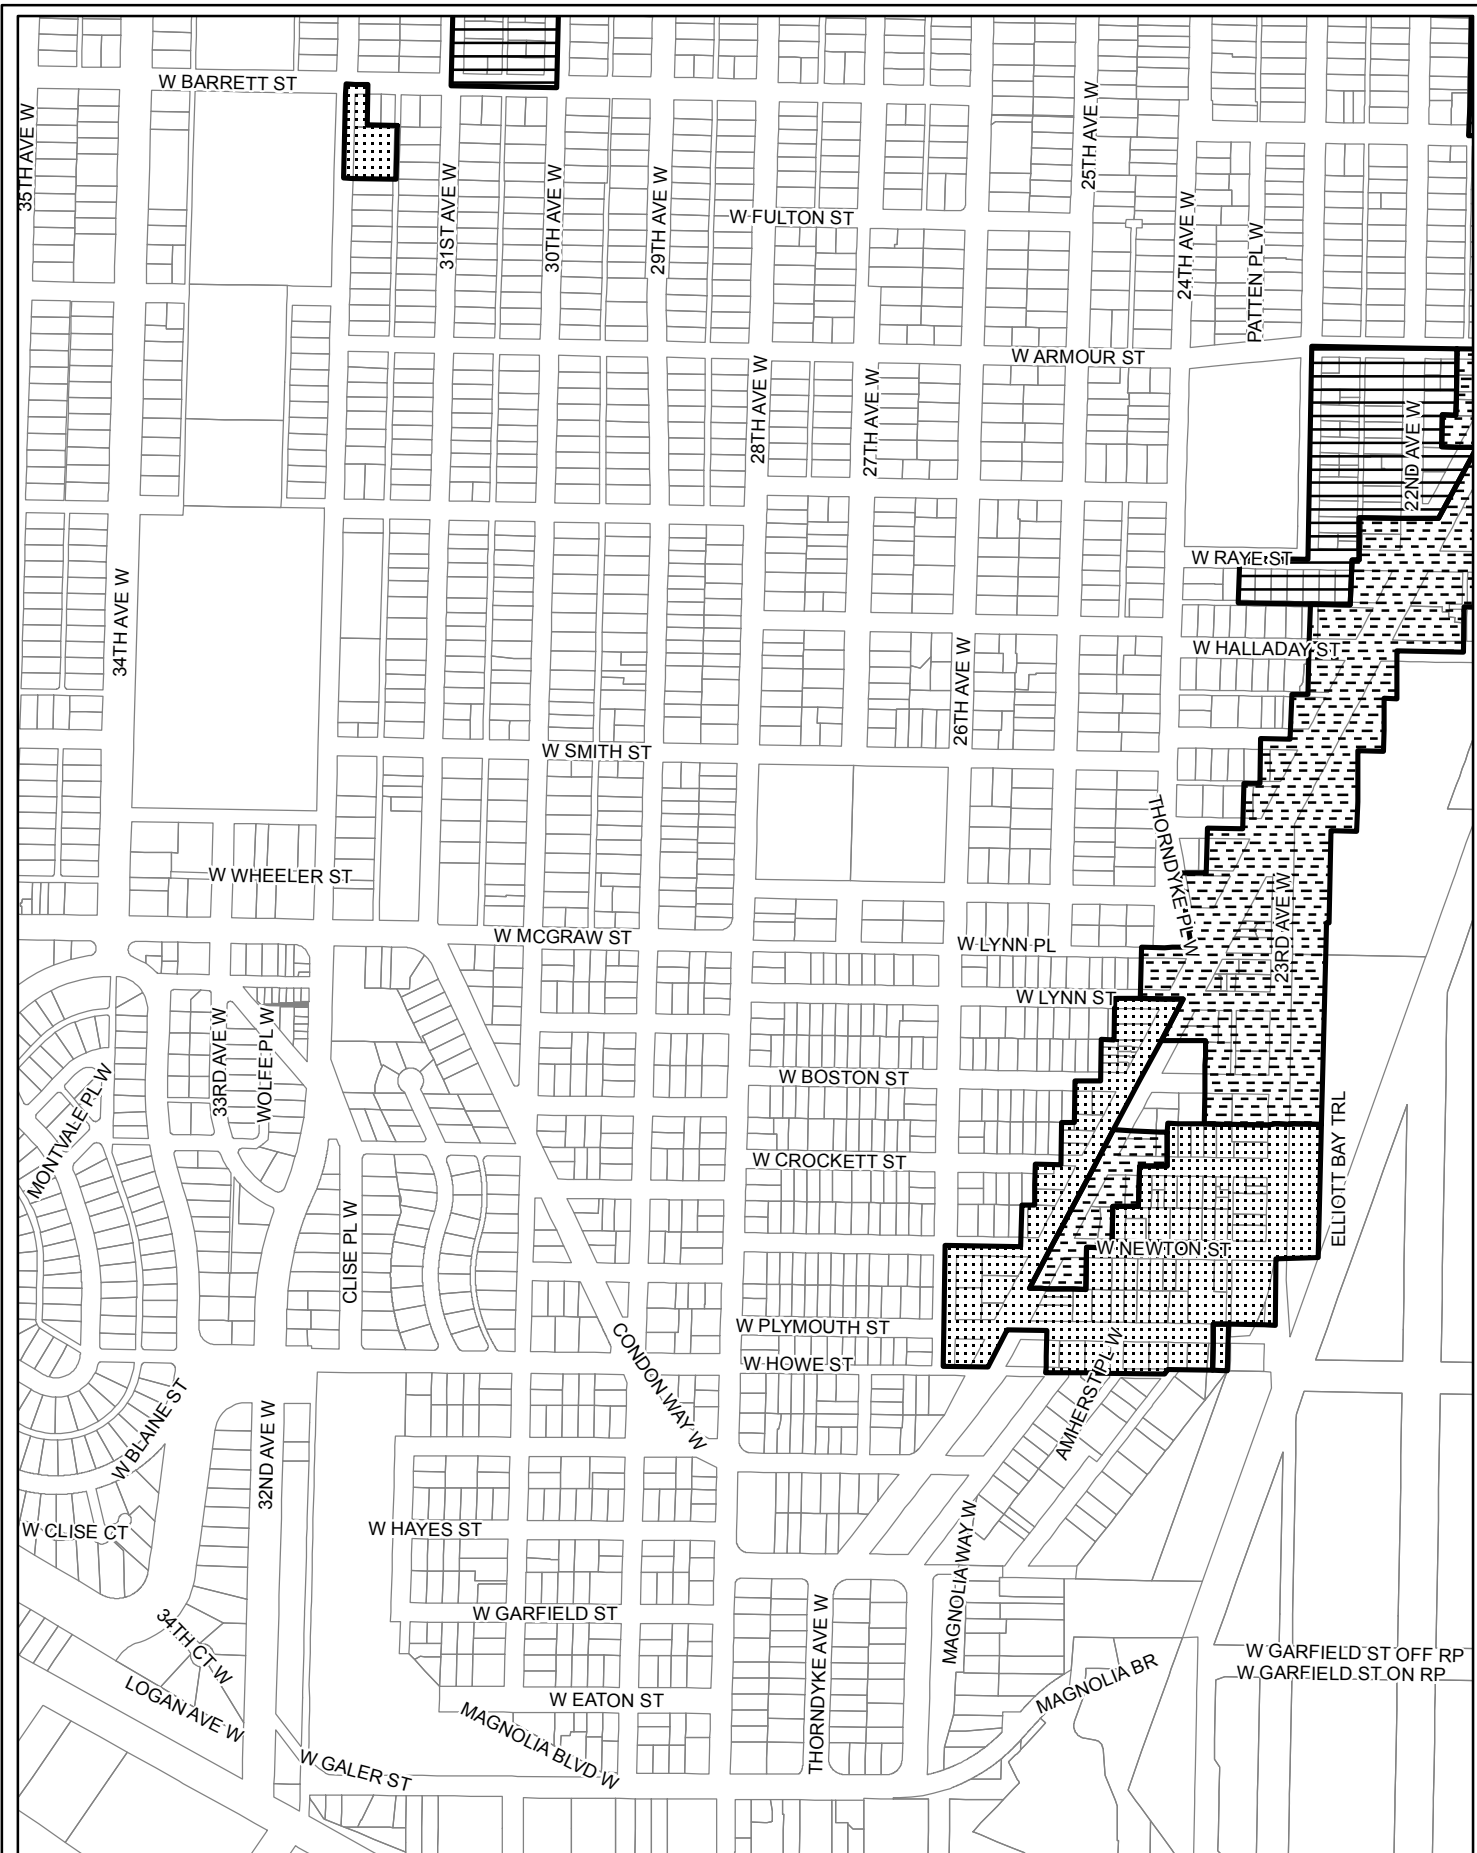 W BARRETT ST
35TH AVE W
25TH AVE W
31ST AVE W
30TH AVE W
29TH AVE W
W FULTON ST
24TH AVE W
PATTEN PL W
W ARMOUR ST
28TH AVE W
27TH AVE W
22ND AVE W
W RAYE ST
34TH AVE W
26TH AVE W
W HALLADAY ST
W SMITH ST
THORNDYKE PL W
W WHEELER ST
23RD AVE W
W MCGRAW ST
W LYNN PL
W LYNN ST
33RD AVE W
WOLFE PL W
MONTVALE PL W
W BOSTON ST
ELLIOTT BAY TRL
W CROCKETT ST
CLISE PL W
W NEWTON ST
W PLYMOUTH ST
CONDON WAY W
W HOWE ST
AMHERST PL W
W BLAINE ST
32ND AVE W
W CLISE CT
W HAYES ST
MAGNOLIA WAY W
W GARFIELD ST
THORNDYKE AVE W
34TH CT W
W GARFIELD ST OFF RP
W GARFIELD ST ON RP
MAGNOLIA BR
LOGAN AVE W
W EATON ST
MAGNOLIA BLVD W
W GALER ST